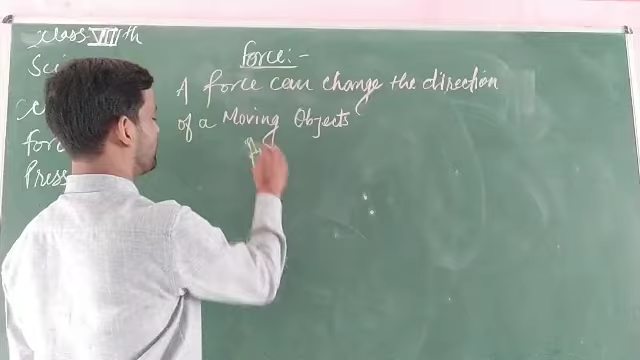 class VIII th
Force:-
A force can change the direction
of a Moving Objects